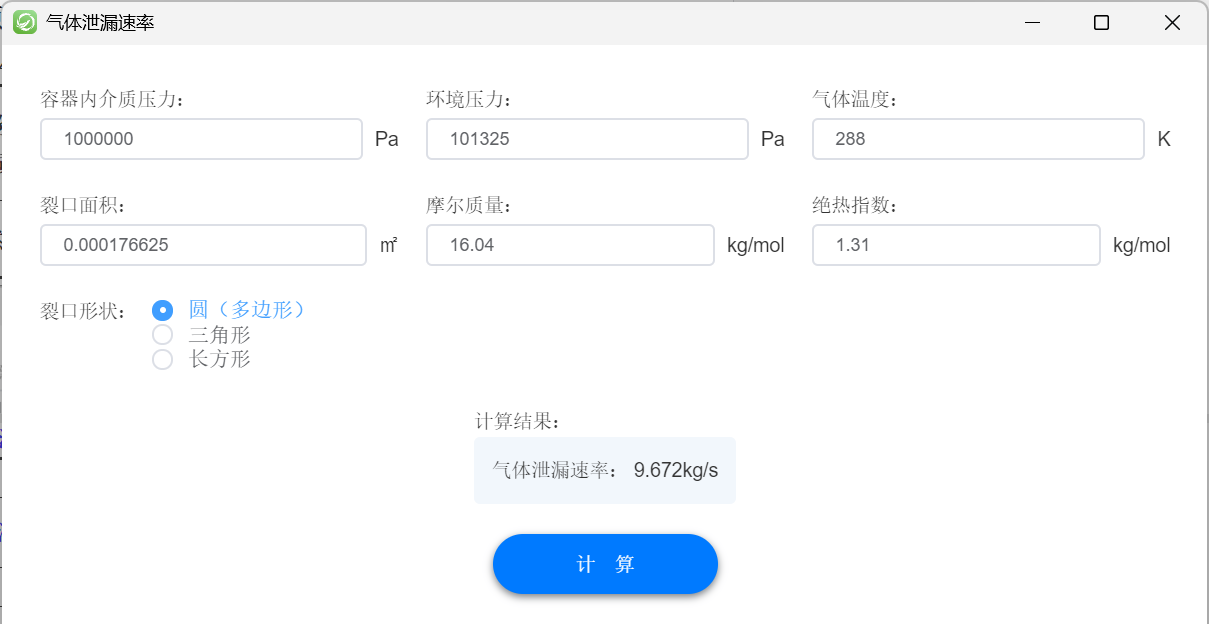 气体泄漏速率
容器内介质压力： 环境压力： 气体温度：
1000000 Pa 101325 Pa 288 K
裂口面积： 摩尔质量： 绝热指数：
0.000176625 ㎡ 16.04 kg/mol 1.31 kg/mol
裂口形状： 圆（多边形）
三角形
长方形
计算结果：
气体泄漏速率： 9.672kg/s
计 算